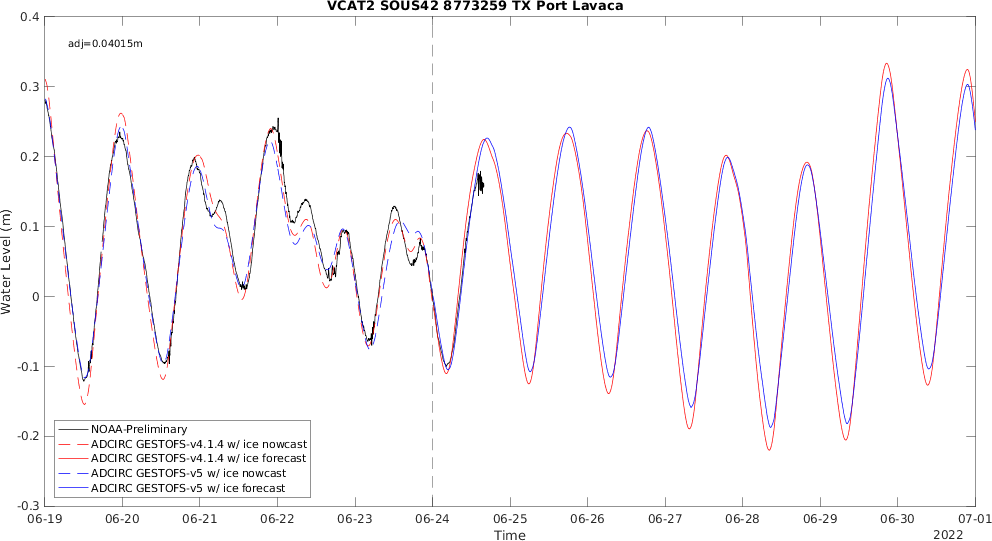 VCAT2 SOUS42 8773259 TX Port Lavaca
adj=0.04015m
Water Level (m)
0.4
0.3
0.2
0.1
0
-0.1
-0.2
-0.3
NOAA-Preliminary
ADCIRC GESTOFS-v4.1.4 w/ ice nowcast
ADCIRC GESTOFS-v4.1.4 w/ ice forecast
ADCIRC GESTOFS-v5 w/ ice nowcast
ADCIRC GESTOFS-v5 w/ ice forecast
06-19 06-20 06-21 06-22 06-23 06-24 06-25 06-26 06-27 06-28 06-29 06-30 07-01
Time
2022